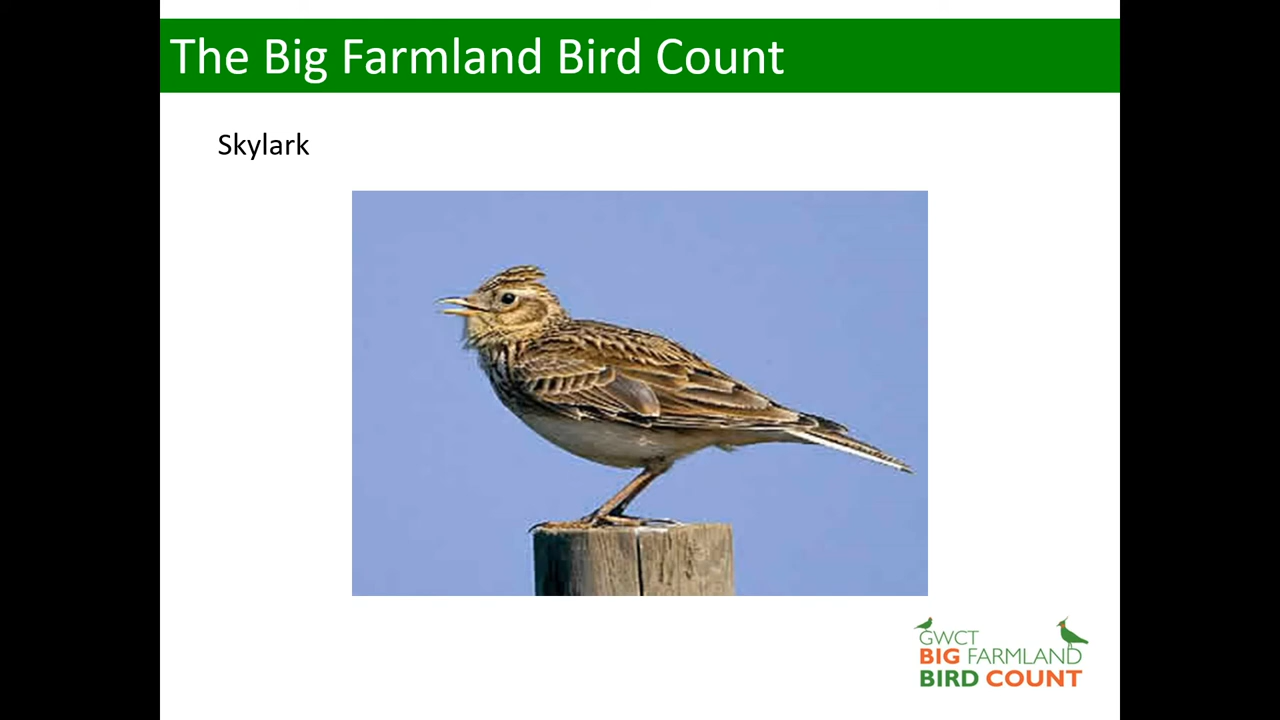 The Big Farmland Bird Count
Skylark
GWCT
BIG FARMLAND
BIRD COUNT